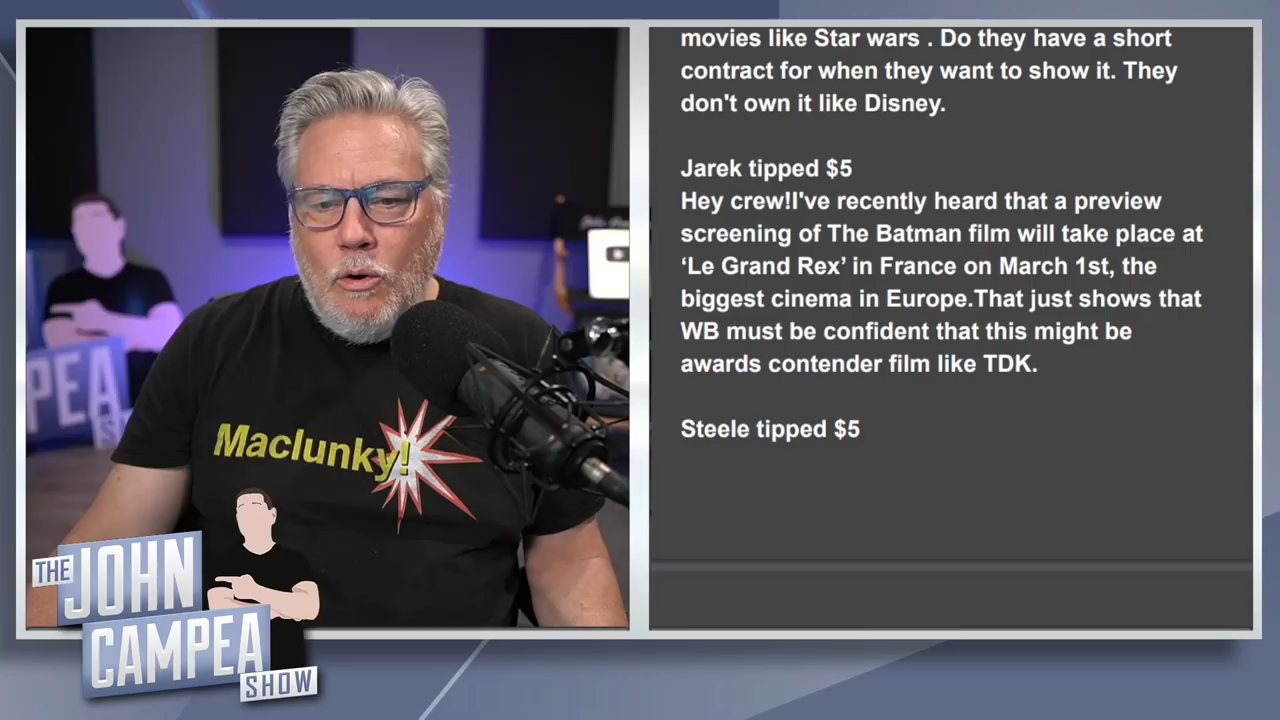 movies like Star wars . Do they have a short
contract for when they want to show it. They
don't own it like Disney.
Jarek tipped $5
Hey crew!I've recently heard that a preview
screening of The Batman film will take place at
‘Le Grand Rex’ in France on March 1st, the
biggest cinema in Europe.That just shows that
WB must be confident that this might be
awards contender film like TDK.
Steele tipped $5
Maclunky!
PEA
THE
JOHN
CAMPEA
SHOW